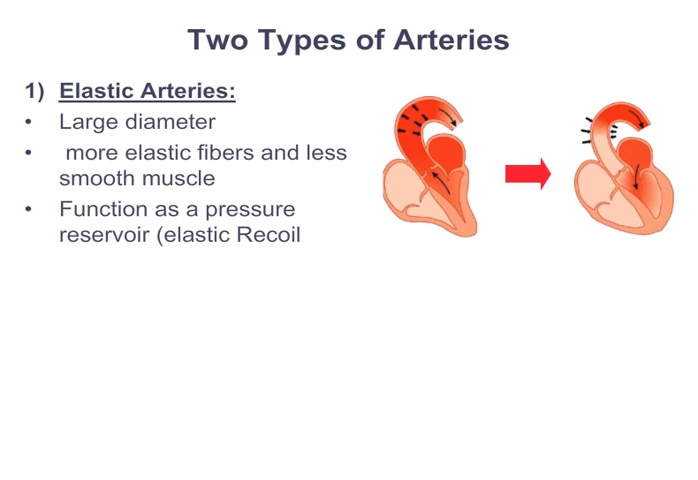 Two Types of Arteries
1) Elastic Arteries:
• Large diameter
• more elastic fibers and less
smooth muscle
• Function as a pressure
reservoir (elastic Recoil